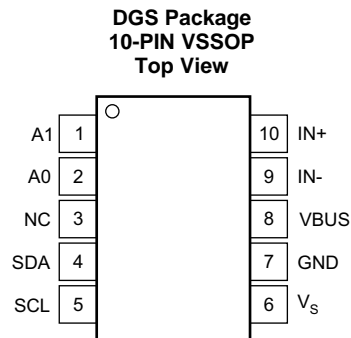 DGS Package
10-PIN VSSOP
Top View
A1 1 10 IN+
A0 2 9 IN-
NC 3 8 VBUS
SDA 4 7 GND
SCL 5 6 VS